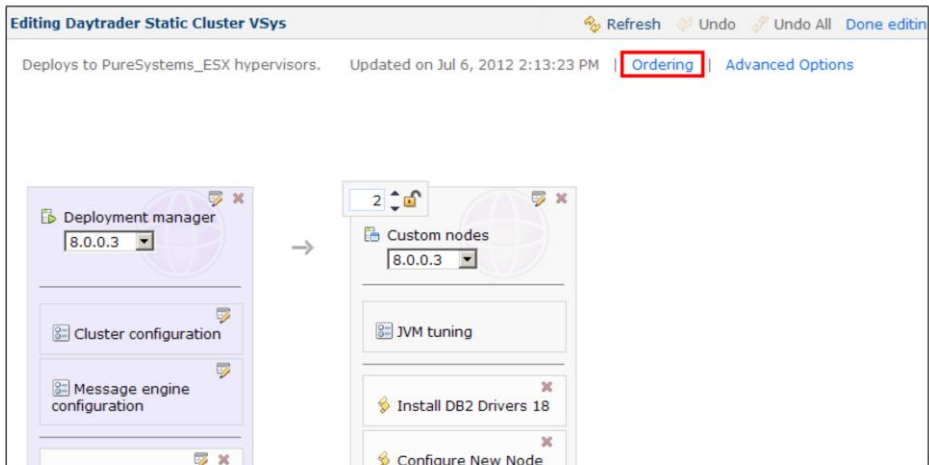 Editing Daytrader Static Cluster VSys Refresh Undo Undo All Done editin
Deploys to PureSystems_ESX hypervisors. Updated on Jul 6, 2012 2:13:23 PM | Ordering | Advanced Options
2
Deployment manager
8.0.0.3
Custom nodes
8.0.0.3
Cluster configuration
JVM tuning
Message engine
configuration
Install DB2 Drivers 18
Configure New Node